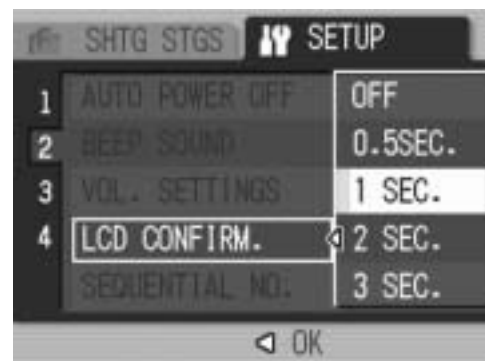 SHTG STGS SETUP
1 AUTO POWER OFF OFF
2 BEEP SOUND 0.5SEC.
3 VOL. SETTINGS 1 SEC.
4 LCD CONFIRM. 2 SEC.
SEQUENTIAL NO. 3 SEC.
OK